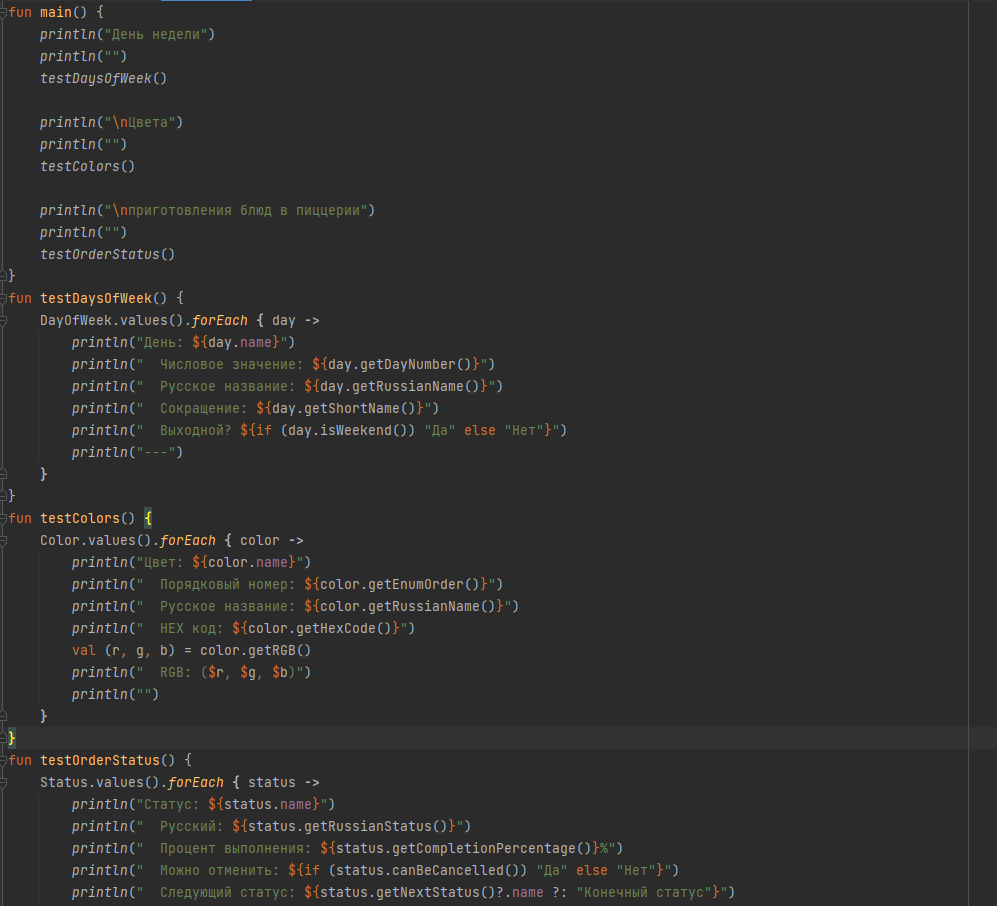 fun main() {
    println("День недели")
    println("")
    testDaysOfWeek()
    println("\nЦвета")
    println("")
    testColors()
    println("\nприготовления блюд в пиццерии")
    println("")
    testOrderStatus()
}
fun testDaysOfWeek() {
    DayOfWeek.values().forEach { day ->
        println("День: ${day.name}")
        println("  Числовое значение: ${day.getDayNumber()}")
        println("  Русское название: ${day.getRussianName()}")
        println("  Сокращение: ${day.getShortName()}")
        println("  Выходной? ${if (day.isWeekend()) "Да" else "Нет"}")
        println("---")
    }
}
fun testColors() {
    Color.values().forEach { color ->
        println("Цвет: ${color.name}")
        println("  Порядковый номер: ${color.getEnumOrder()}")
        println("  Русское название: ${color.getRussianName()}")
        println("  HEX код: ${color.getHexCode()}")
        val (r, g, b) = color.getRGB()
        println("  RGB: ($r, $g, $b)")
        println("")
    }
}
fun testOrderStatus() {
    Status.values().forEach { status ->
        println("Статус: ${status.name}")
        println("  Русский: ${status.getRussianStatus()}")
        println("  Процент выполнения: ${status.getCompletionPercentage()}%")
        println("  Можно отменить: ${if (status.canBeCancelled()) "Да" else "Нет"}")
        println("  Следующий статус: ${status.getNextStatus()?.name ?: "Конечный статус"}")